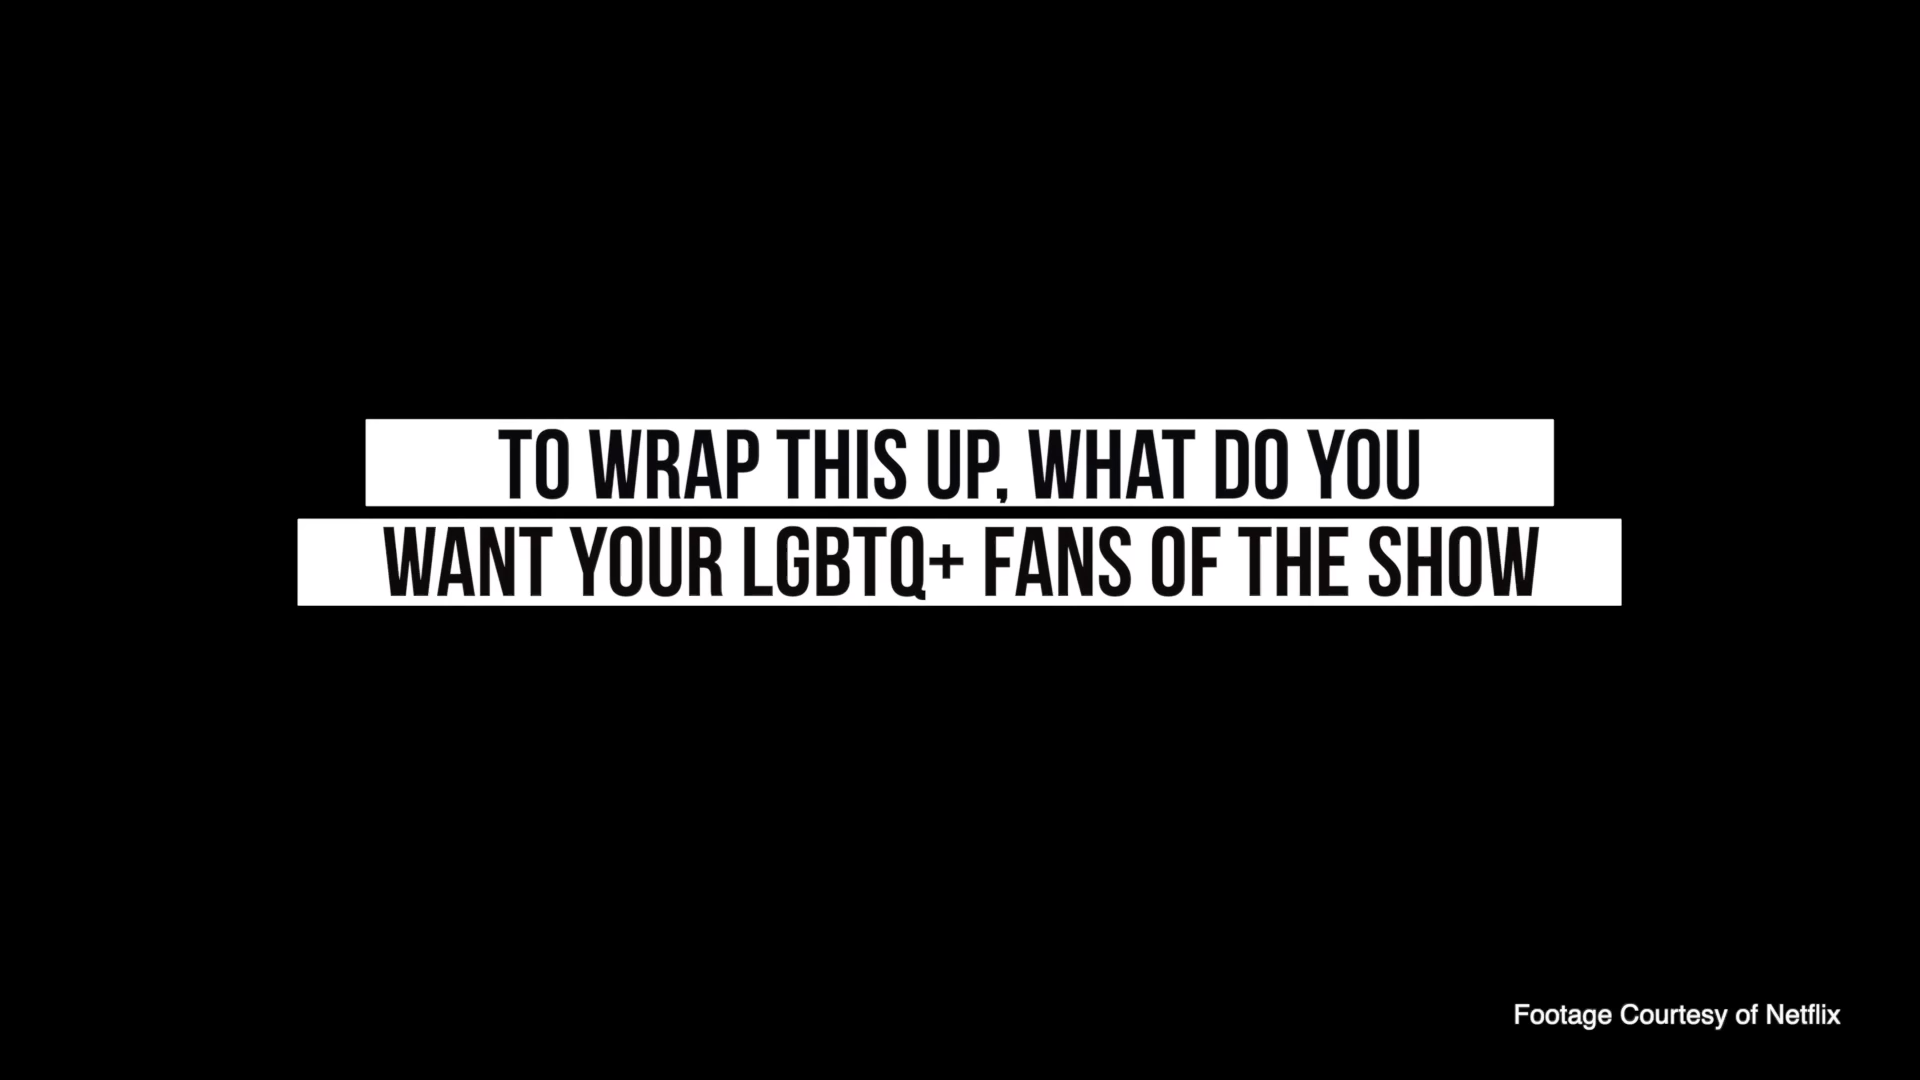 TO WRAP THIS UP, WHAT DO YOU
WANT YOUR LGBTQ+ FANS OF THE SHOW
Footage Courtesy of Netflix